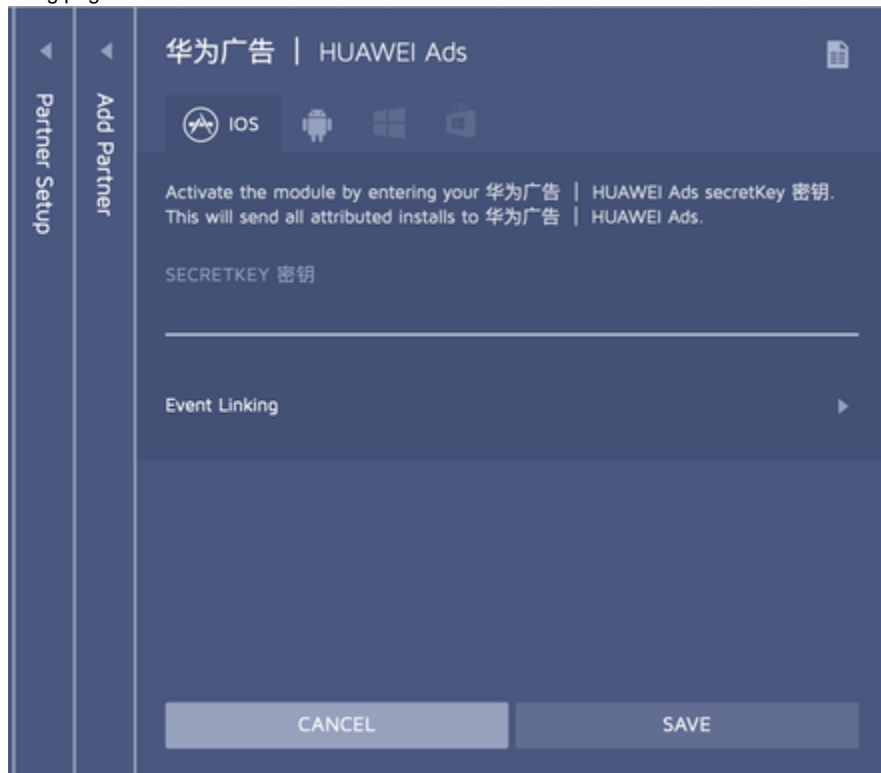 华为广告 | HUAWEI Ads
Partner Setup
Add Partner
IOS
Activate the module by entering your 华为广告 | HUAWEI Ads secretKey 密钥.
This will send all attributed installs to 华为广告 | HUAWEI Ads.
SECRETKEY 密钥
Event Linking
CANCEL
SAVE